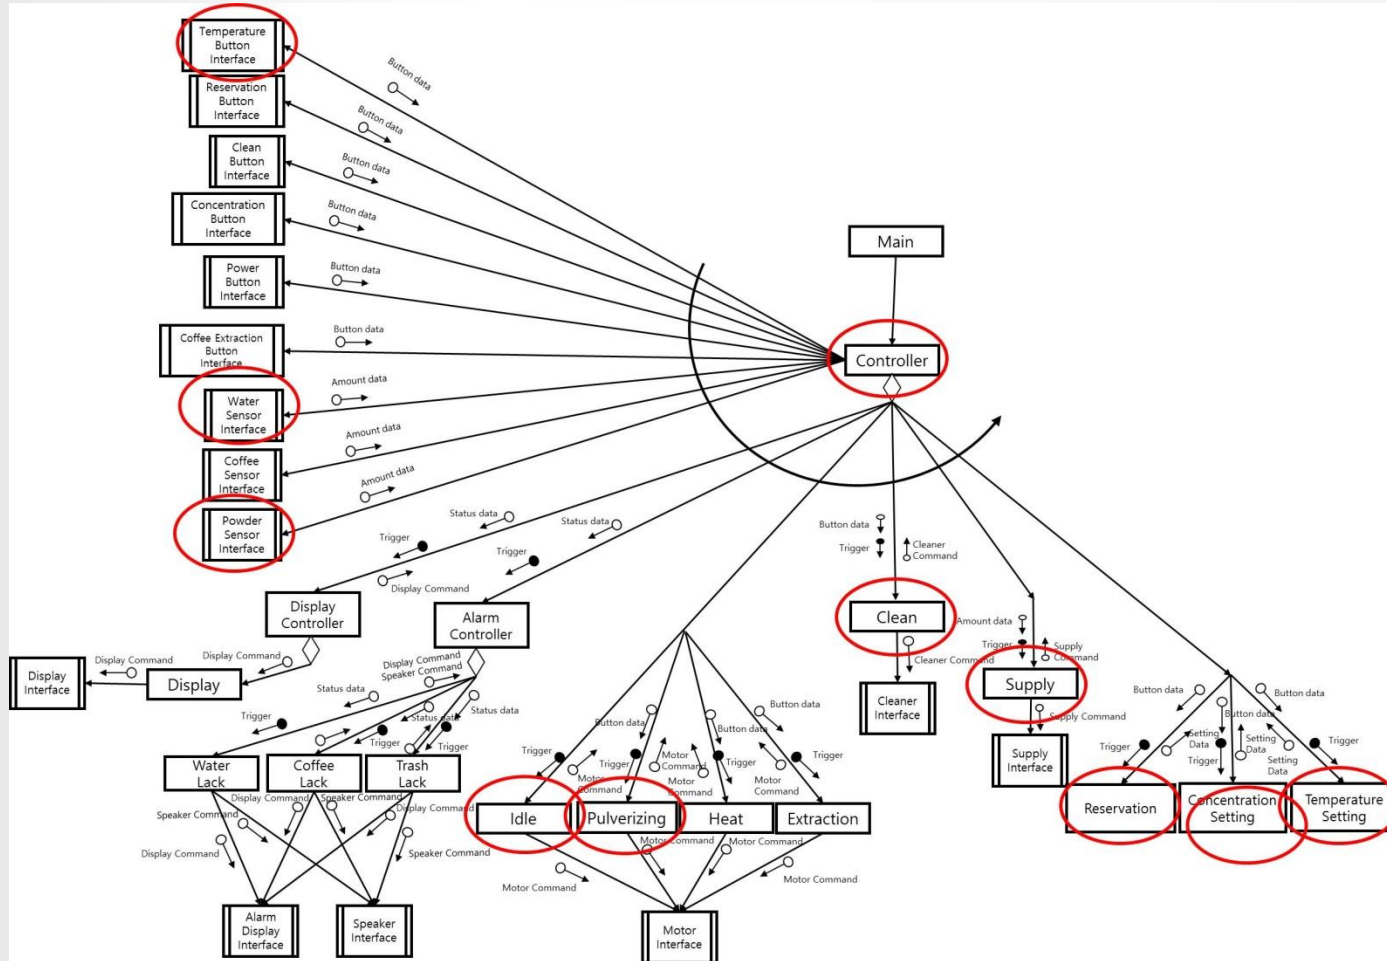 Temperature
Button
Interface
Button data
Reservation
Button
Interface
Button data
Clean
Button
Interface
Button data
Concentration
Button
Interface
Button data
Main
Power
Button
Interface
Button data
Coffee Extraction
Button
Interface
Button data
Controller
Water
Sensor
Interface
Amount data
Coffee
Sensor
Interface
Amount data
Powder
Sensor
Interface
Amount data
Status data
Trigger
Display Command
Status data
Trigger
Button data
Trigger
Cleaner
Command
Display
Controller
Alarm
Controller
Clean
Amount data
Trigger
Supply
Command
Display Command
Display Command
Display
Interface
Display
Display Command
Speaker Command
Cleaner Command
Cleaner
Interface
Supply
Supply Command
Supply
Interface
Status data
Trigger
Status data
Trigger
Status data
Trigger
Water
Lack
Coffee
Lack
Trash
Lack
Button data
Button data
Button data
Trigger
Trigger
Trigger
Trigger
Motor
Command
Motor
Command
Motor
Command
Motor
Command
Idle
Pulverizing
Heat
Extraction
Button data
Button data
Button data
Trigger
Setting
Data
Trigger
Setting
Data
Setting
Data
Trigger
Reservation
Concentration
Setting
Temperature
Setting
Display Command
Speaker Command
Display Command
Speaker Command
Display Command
Speaker Command
Motor Command
Motor Command
Motor Command
Motor Command
Alarm
Display
Interface
Speaker
Interface
Motor
Interface